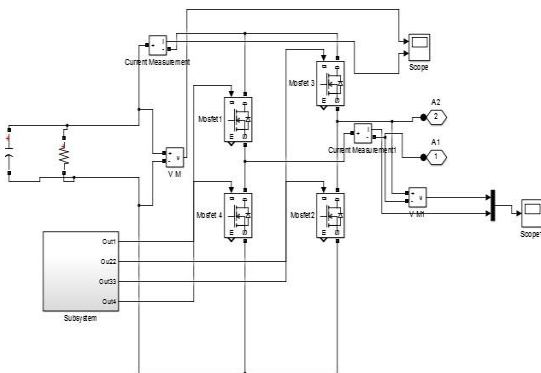 Current Measurement
Scope
Mosfet 3
A2
2
Mosfet1
Current Measurement1
A1
1
V M
Mosfet 4
Mosfet2
V M1
Scope1
Out1
Ou22
Out33
Out4
Subsystem